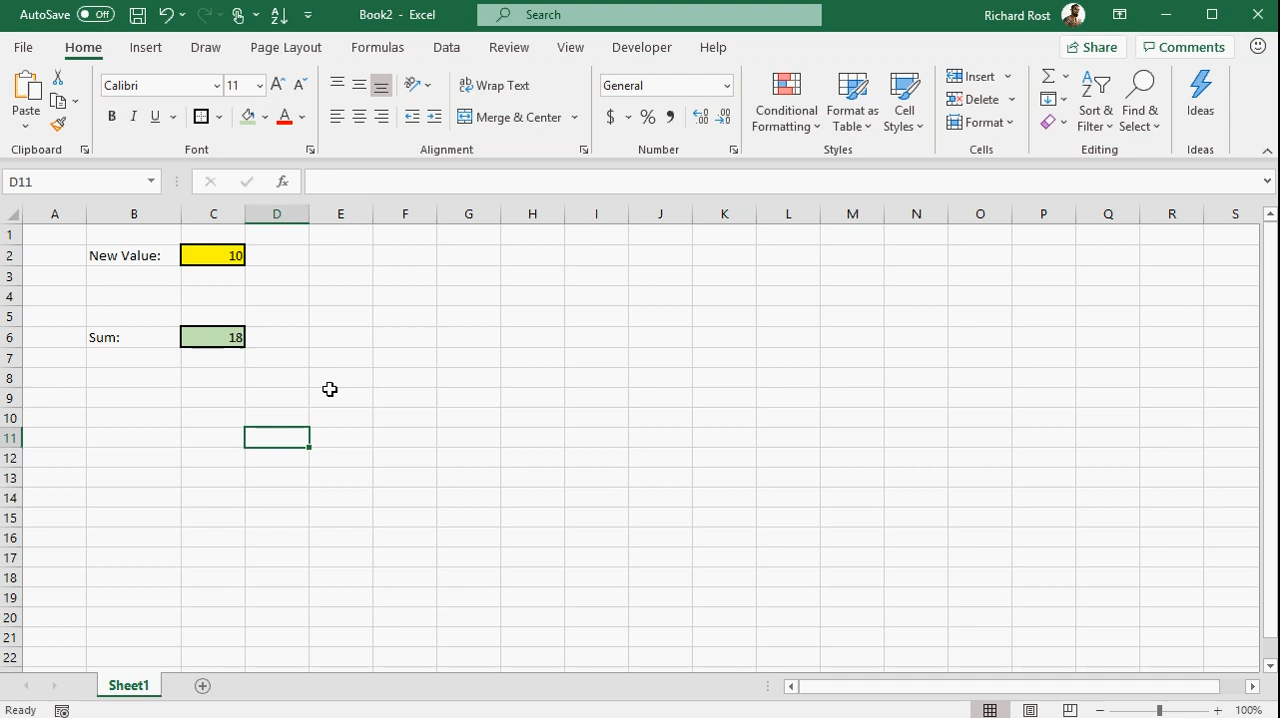 AutoSave Off Book2 - Excel Search Richard Rost
File Home Insert Draw Page Layout Formulas Data Review View Developer Help Share Comments
Paste Calibri 11 Wrap Text General Conditional Formatting Format as Table Cell Styles Insert Sort & Filter Find & Select Ideas
B I U Merge & Center $ % Delete
Format
Clipboard Font Alignment Number Styles Cells Editing Ideas
D11 fx
A B C D E F G H I J K L M N O P Q R S
1
2 New Value: 10
3
4
5
6 Sum: 18
7
8
9
10
11
12
13
14
15
16
17
18
19
20
21
22
Sheet1
Ready 100%